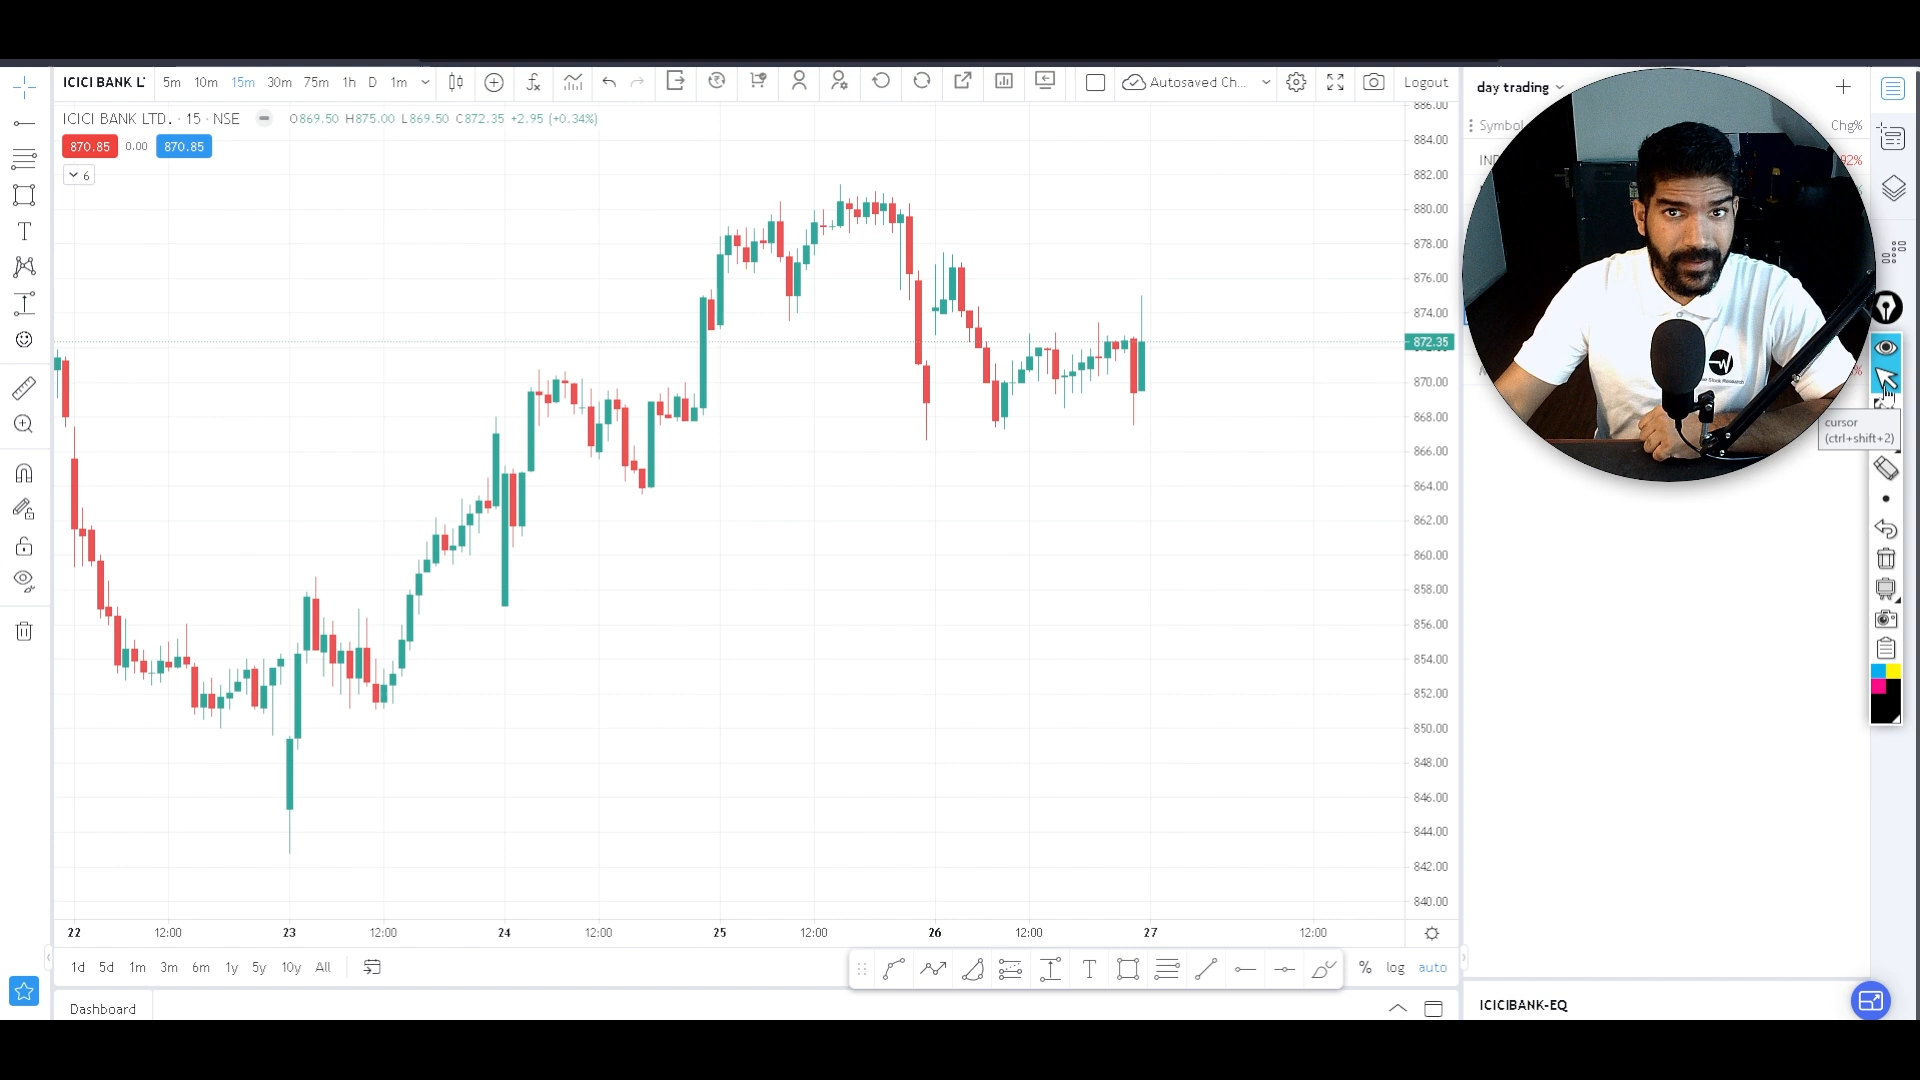 ICICI BANK L 5m 10m 15m 30m 75m 1h D 1m Autosaved Ch... Logout
day trading
ICICI BANK LTD. · 15 · NSE O869.50 H875.00 L869.50 C872.35 +2.95 (+0.34%)
Symbol Chg%
870.85 0.00 870.85
6
92%
886.00
884.00
882.00
880.00
878.00
876.00
874.00
872.35
870.00
868.00
866.00
864.00
862.00
860.00
858.00
856.00
854.00
852.00
850.00
848.00
846.00
844.00
842.00
840.00
Stock Research
cursor
(ctrl+shift+2)
22 12:00 23 12:00 24 12:00 25 12:00 26 12:00 27 12:00
1d 5d 1m 3m 6m 1y 5y 10y All
% log auto
Dashboard
ICICIBANK-EQ